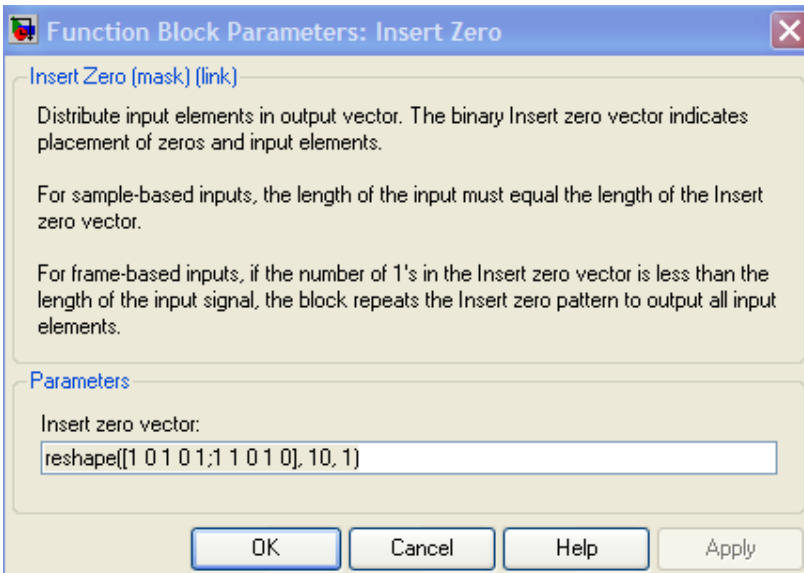 Function Block Parameters: Insert Zero
Insert Zero (mask) (link)
Distribute input elements in output vector. The binary Insert zero vector indicates
placement of zeros and input elements.
For sample-based inputs, the length of the input must equal the length of the Insert
zero vector.
For frame-based inputs, if the number of 1's in the Insert zero vector is less than the
length of the input signal, the block repeats the Insert zero pattern to output all input
elements.
Parameters
Insert zero vector:
reshape([1 0 1 0 1;1 1 0 1 0], 10, 1)
OK Cancel Help Apply